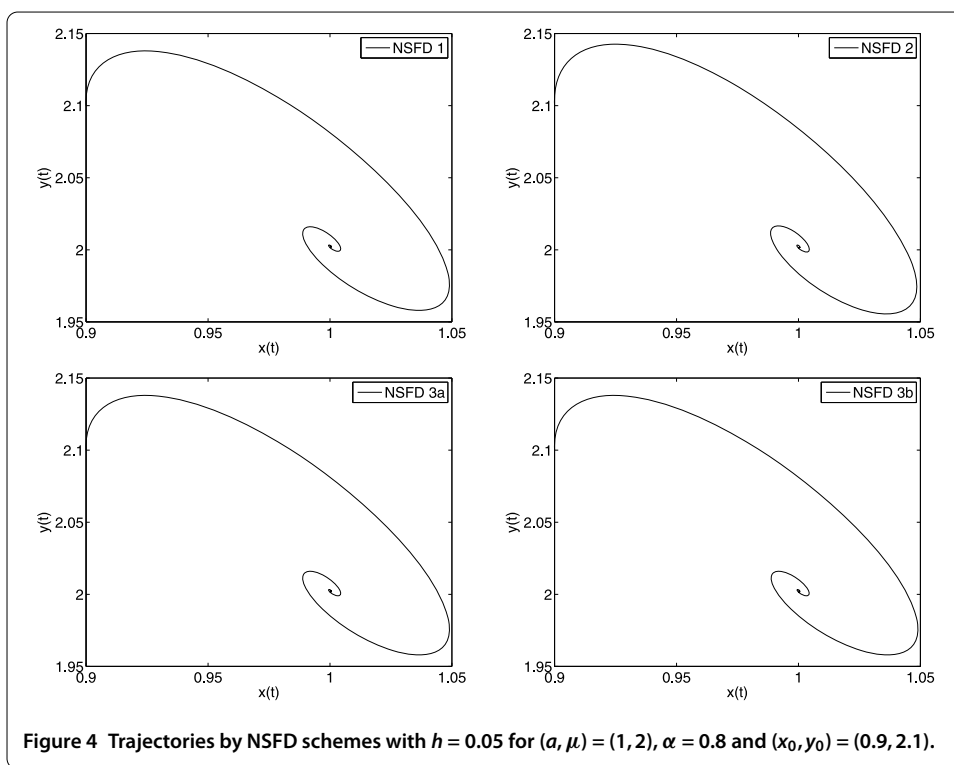 2.15
NSFD 1
2.1
y(t)
2.05
2
1.95
0.9
0.95
1
1.05
x(t)
2.15
NSFD 2
2.1
y(t)
2.05
2
1.95
0.9
0.95
1
1.05
x(t)
2.15
NSFD 3a
2.1
y(t)
2.05
2
1.95
0.9
0.95
1
1.05
x(t)
2.15
NSFD 3b
2.1
y(t)
2.05
2
1.95
0.9
0.95
1
1.05
x(t)
Figure 4 Trajectories by NSFD schemes with h = 0.05 for (a, μ) = (1, 2), α = 0.8 and (x₀, y₀) = (0.9, 2.1).